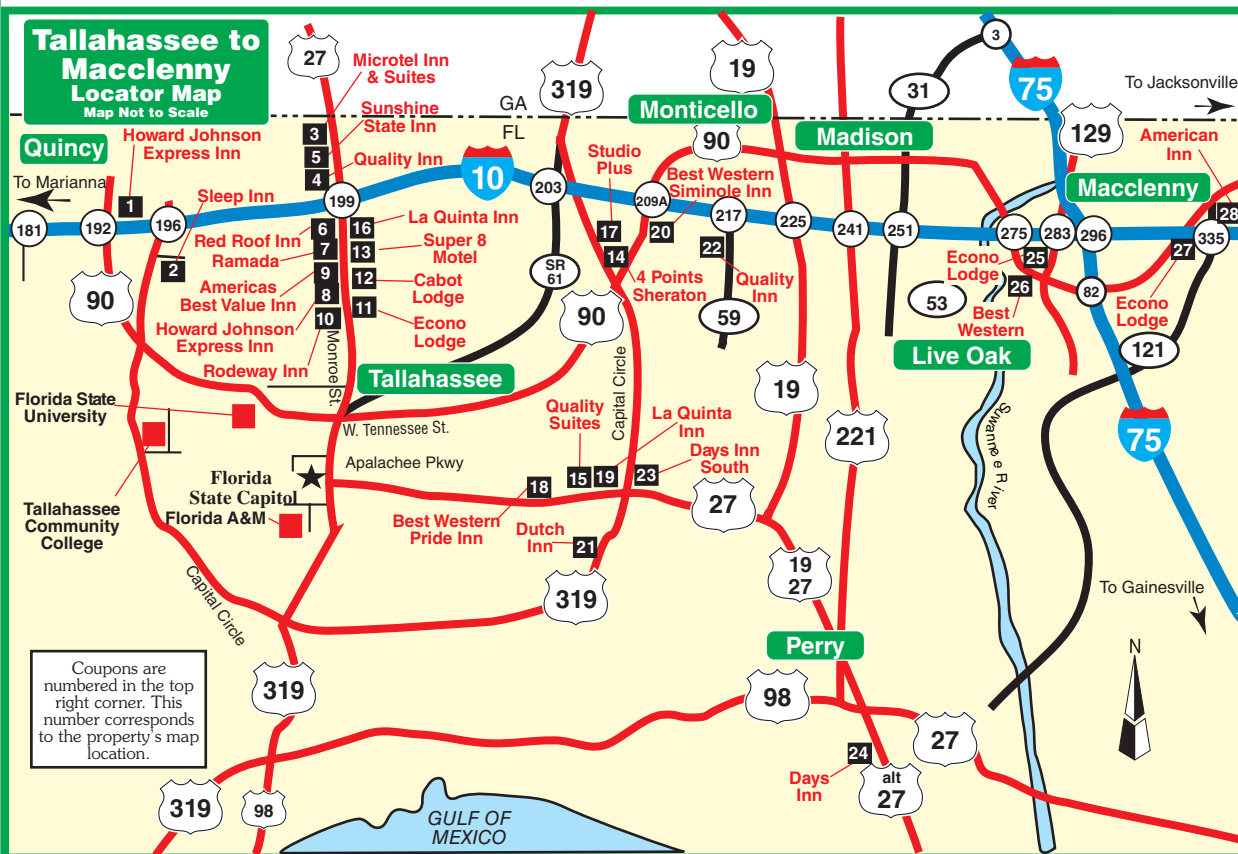 Tallahassee to
Macclenny
Locator Map
Map Not to Scale
27
Microtel Inn
& Suites
Sunshine
State Inn
Quality Inn
3
5
4
319
GA
FL
19
Monticello
90
Madison
31
3
75
To Jacksonville
129
American
Inn
Quincy
Howard Johnson
Express Inn
To Marianna
1
Sleep Inn
10
203
Studio
Plus
Best Western
Siminole Inn
Macclenny
28
181
192
196
199
209A
217
225
241
251
275
283
296
335
2
Red Roof Inn
6
Ramada
7
Americas
Best Value Inn
9
8
Howard Johnson
Express Inn
10
Rodeway Inn
16
La Quinta Inn
13
Super 8
Motel
12
Cabot
Lodge
11
Econo
Lodge
SR
61
17
14
4 Points
Sheraton
20
22
Quality
Inn
59
53
Econo
Lodge
25
26
Best
Western
82
27
Econo
Lodge
121
90
90
Monroe St.
Tallahassee
Capital Circle
19
221
Live Oak
Suwanne e River
75
Florida State
University
W. Tennessee St.
Apalachee Pkwy
Florida
State Capitol
Florida A&M
Tallahassee
Community
College
Quality
Suites
La Quinta
Inn
Days Inn
South
15
19
23
18
Best Western
Pride Inn
Dutch
Inn
21
27
19
27
Capital Circle
319
To Gainesville
N
Perry
Coupons are
numbered in the top
right corner. This
number corresponds
to the property's map
location.
319
98
27
24
Days
Inn
alt
27
319
98
GULF OF
MEXICO